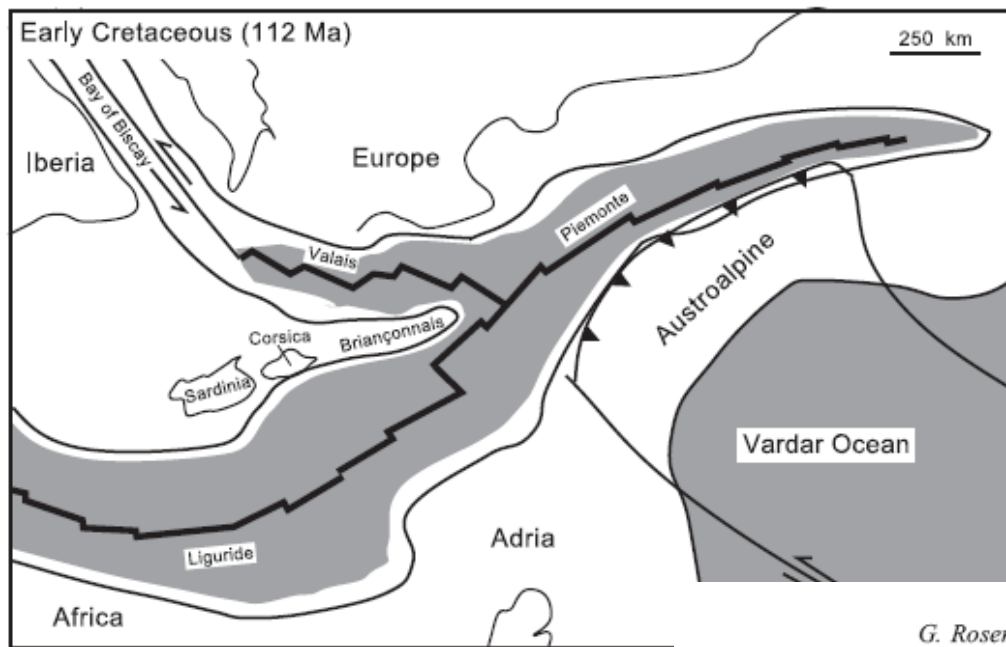 Early Cretaceous (112 Ma)
250 km
Bay of Biscay
Iberia
Europe
Piemonte
Valais
Austroalpine
Briançonnais
Corsica
Sardinia
Vardar Ocean
Adria
Liguride
Africa